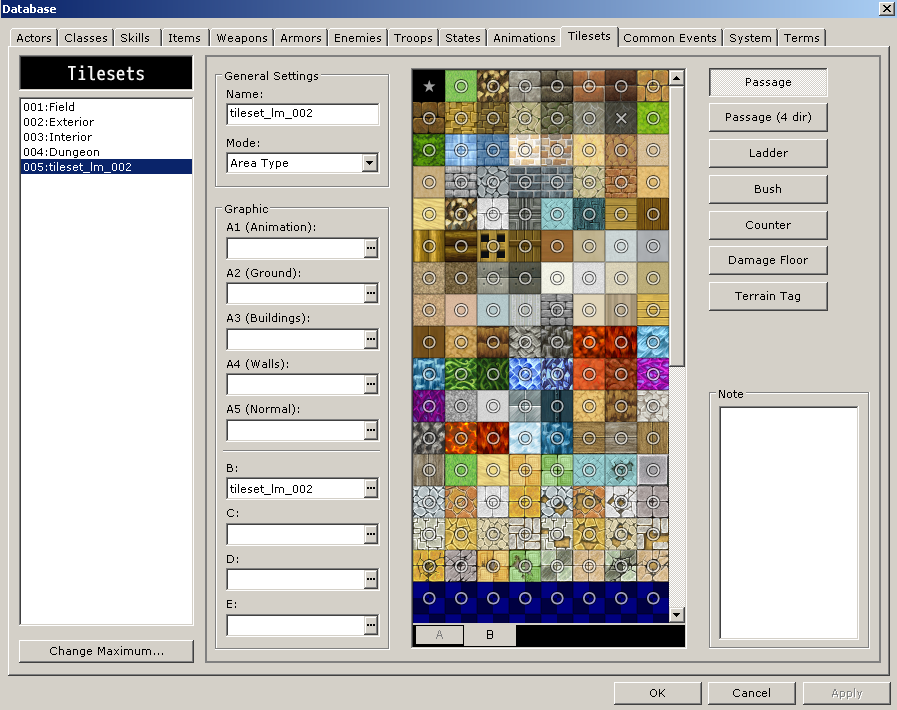 Database
Actors Classes Skills Items Weapons Armors Enemies Troops States Animations Tilesets Common Events System Terms
Tilesets
001:Field
002:Exterior
003:Interior
004:Dungeon
005:tileset_lm_002
Change Maximum...
General Settings
Name:
tileset_lm_002
Mode:
Area Type
Graphic
A1 (Animation):
...
A2 (Ground):
...
A3 (Buildings):
...
A4 (Walls):
...
A5 (Normal):
...
B:
tileset_lm_002 ...
C:
...
D:
...
E:
...
A B
Passage
Passage (4 dir)
Ladder
Bush
Counter
Damage Floor
Terrain Tag
Note
OK Cancel Apply